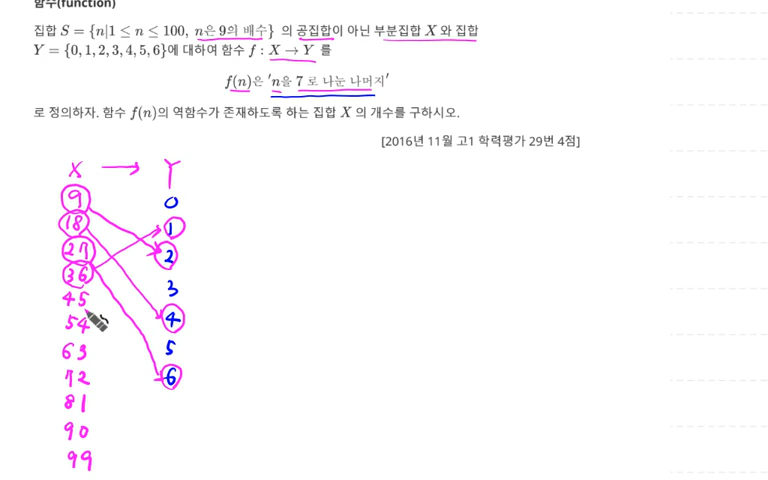 함수(function)
집합 S = {n|1 ≤ n ≤ 100, n은 9의 배수} 의 공집합이 아닌 부분집합 X 와 집합
Y = {0, 1, 2, 3, 4, 5, 6}에 대하여 함수 f : X → Y 를
f(n)은 'n을 7 로 나눈 나머지'
로 정의하자. 함수 f(n)의 역함수가 존재하도록 하는 집합 X 의 개수를 구하시오.
[2016년 11월 고1 학력평가 29번 4점]
X → Y
9 0
18 1
27 2
36 3
45 4
54 5
63 6
72
81
90
99